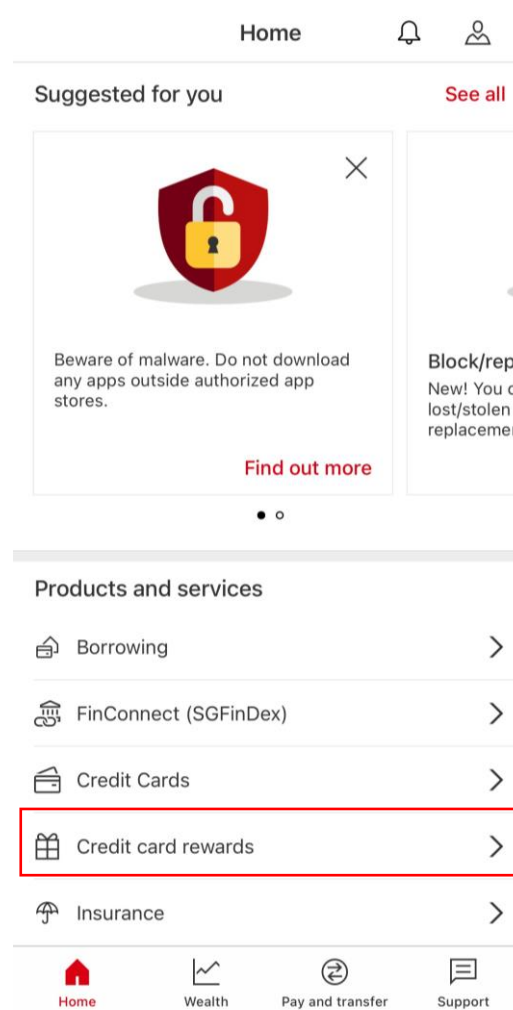 Home
Suggested for you
See all
Beware of malware. Do not download
any apps outside authorized app
stores.
Find out more
Block/rep
New! You c
lost/stolen
replacemen
Products and services
Borrowing
FinConnect (SGFinDex)
Credit Cards
Credit card rewards
Insurance
Home
Wealth
Pay and transfer
Support